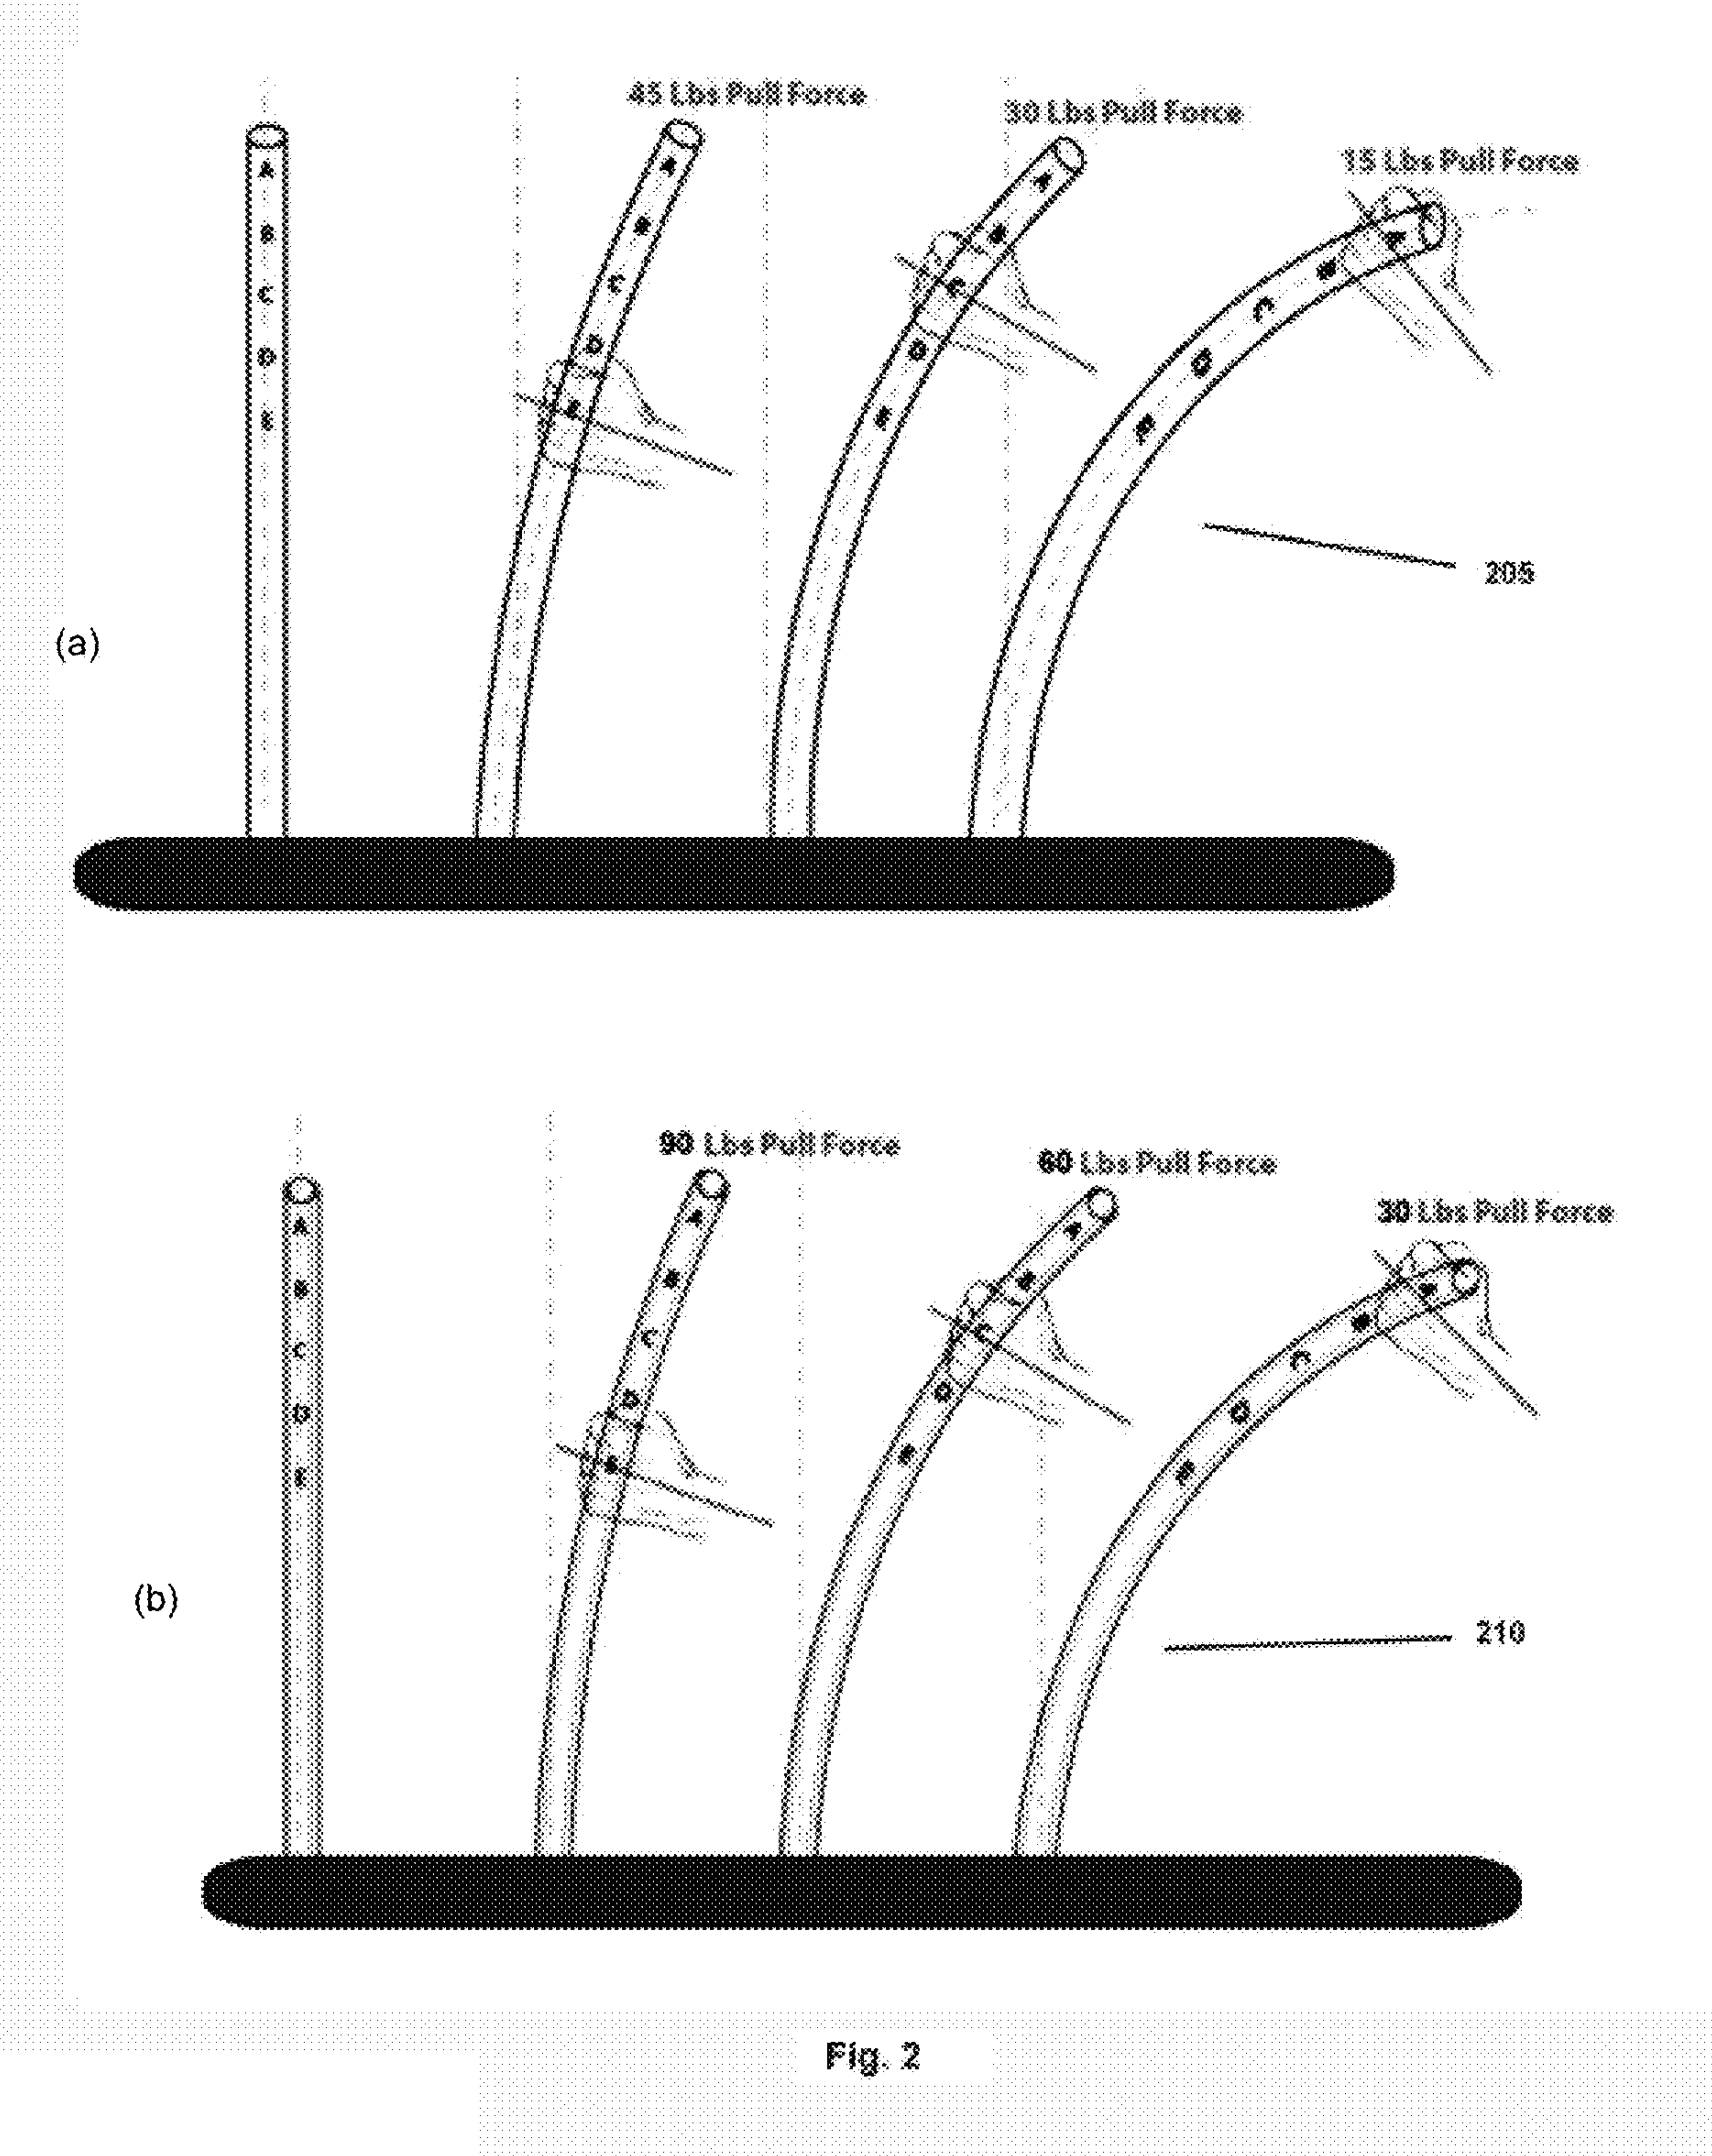 45 Lbs Pull Force
30 Lbs Pull Force
15 Lbs Pull Force
A A A A
B B B B
C C C C
D D D D
E E E E
205
(a)
90 Lbs Pull Force
60 Lbs Pull Force
30 Lbs Pull Force
A A A A
B B B B
C C C C
D D D D
E E E E
(b)
210
Fig. 2